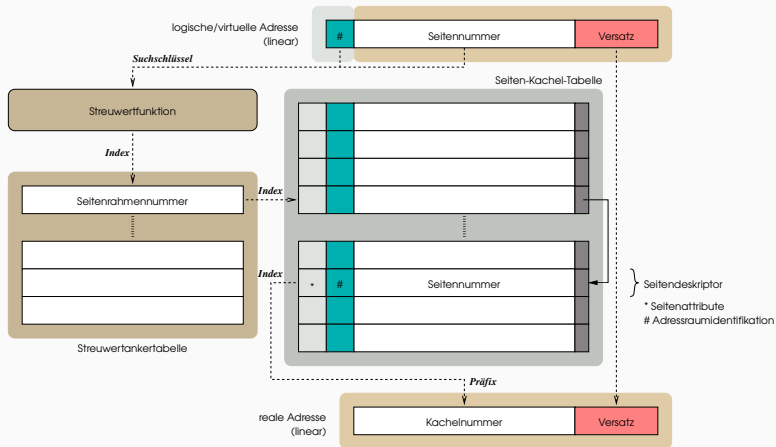 logische/virtuelle Adresse
(linear)
# Seitennummer Versatz
Suchschlüssel
Seiten-Kachel-Tabelle
Streuwertfunktion
Index
Seitenrahmennummer
Index
Index
* # Seitennummer
Seitendeskriptor
* Seitenattribute
# Adressraumidentifikation
Streuwertankertabelle
Präfix
reale Adresse
(linear)
Kachelnummer Versatz